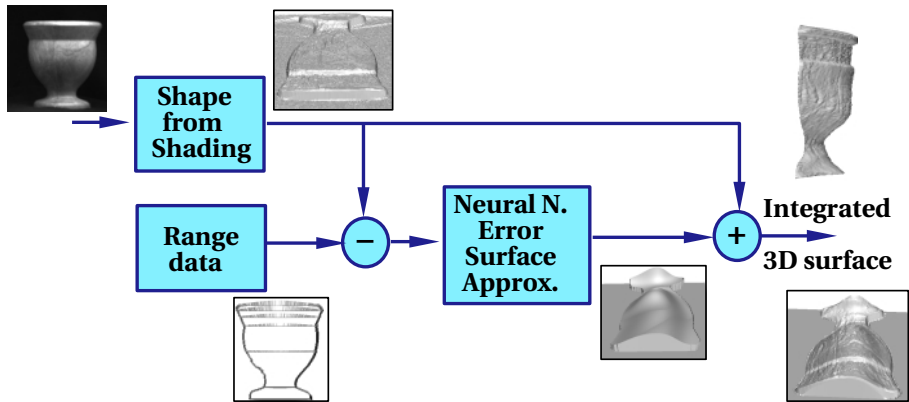 Shape
from
Shading
Range
data
−
Neural N.
Error
Surface
Approx.
+
Integrated
3D surface